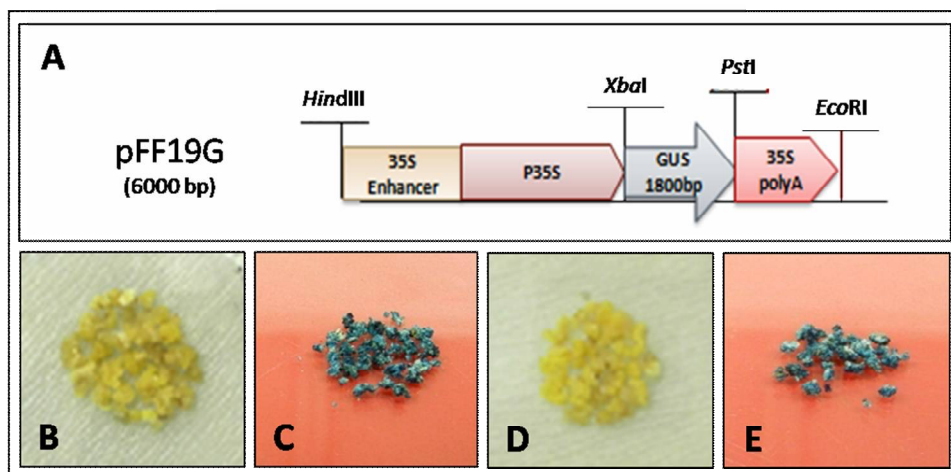 A
pFF19G
(6000 bp)
HindIII
35S
Enhancer
P35S
XbaI
GUS
1800bp
PstI
35S
polyA
EcoRI
B
C
D
E